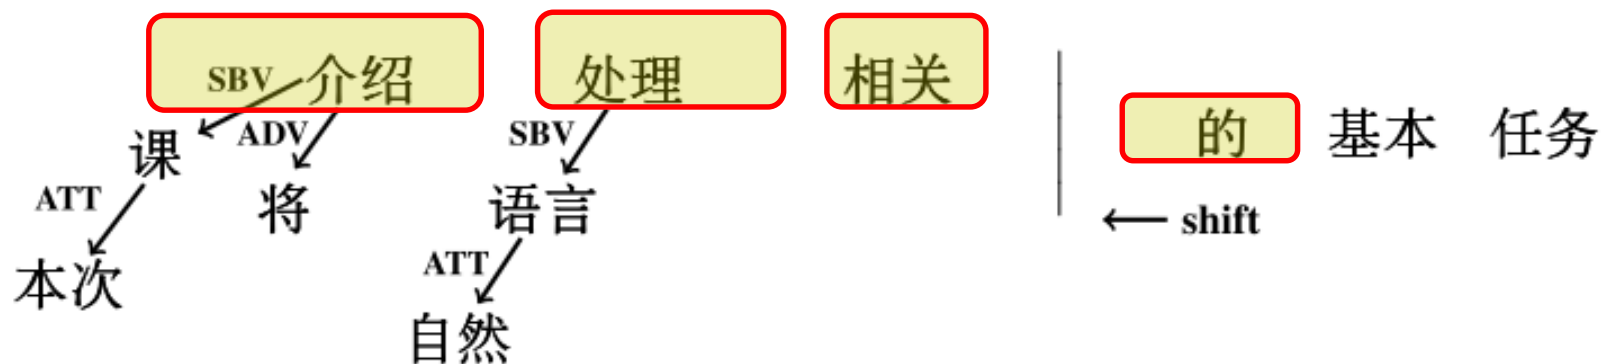 SBV 介绍 处理 相关
的 基本 任务
课 ADV SBV
ATT 将 语言 ← shift
本次 ATT
自然